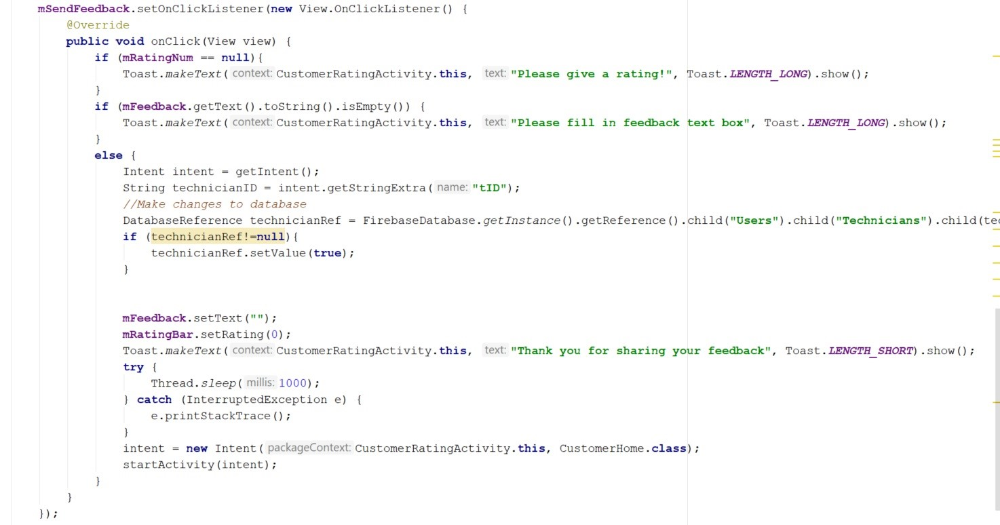 mSendFeedback.setOnClickListener(new View.OnClickListener() {
@Override
public void onClick(View view) {
if (mRatingNum == null){
Toast.makeText( context: CustomerRatingActivity.this, text: "Please give a rating!", Toast.LENGTH_LONG).show();
}
if (mFeedback.getText().toString().isEmpty()) {
Toast.makeText( context: CustomerRatingActivity.this, text: "Please fill in feedback text box", Toast.LENGTH_LONG).show();
}
else {
Intent intent = getIntent();
String technicianID = intent.getStringExtra( name: "tID");
//Make changes to database
DatabaseReference technicianRef = FirebaseDatabase.getInstance().getReference().child("Users").child("Technicians").child(te
if (technicianRef!=null){
technicianRef.setValue(true);
}
mFeedback.setText("");
mRatingBar.setRating(0);
Toast.makeText( context: CustomerRatingActivity.this, text: "Thank you for sharing your feedback", Toast.LENGTH_SHORT).show();
try {
Thread.sleep( millis: 1000);
} catch (InterruptedException e) {
e.printStackTrace();
}
intent = new Intent( packageContext: CustomerRatingActivity.this, CustomerHome.class);
startActivity(intent);
}
}
});